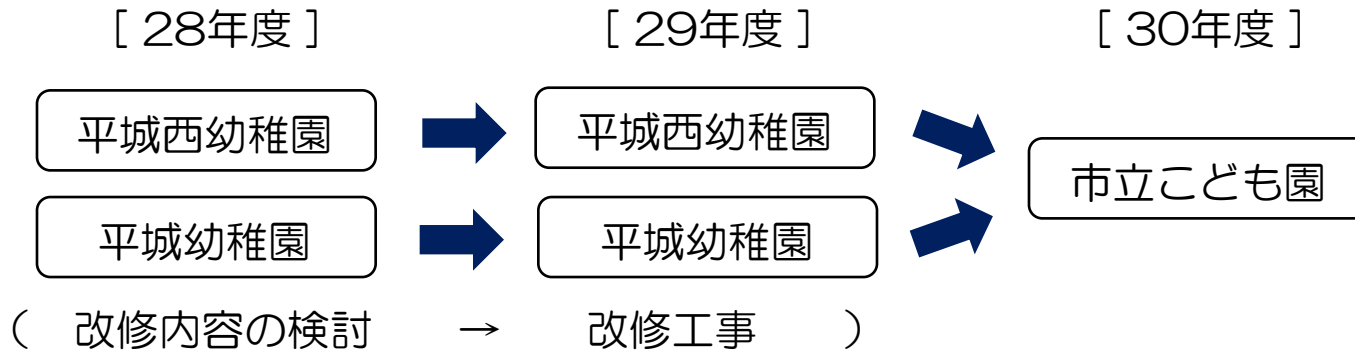 [ 28年度 ] [ 29年度 ] [ 30年度 ]
平城西幼稚園 平城西幼稚園
市立こども園
平城幼稚園 平城幼稚園
( 改修内容の検討 → 改修工事 )